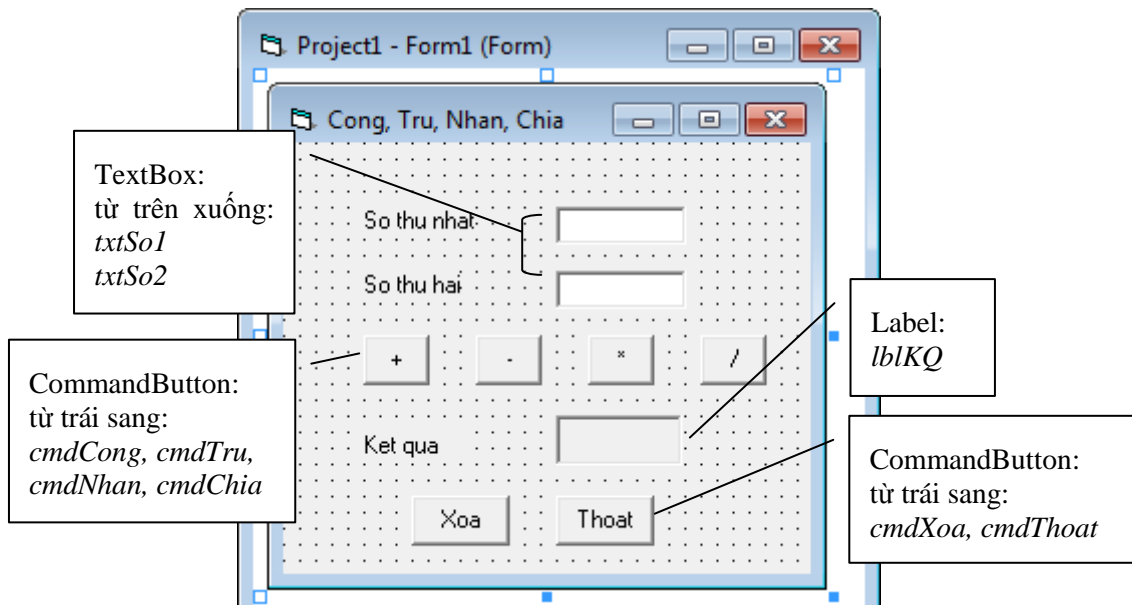 Project1 - Form1 (Form)
Cong, Tru, Nhan, Chia
TextBox:
từ trên xuống:
txtSo1
txtSo2
So thu nhat
So thu hai
Label:
lblKQ
+ - * /
CommandButton:
từ trái sang:
cmdCong, cmdTru,
cmdNhan, cmdChia
Ket qua
CommandButton:
từ trái sang:
cmdXoa, cmdThoat
Xoa Thoat